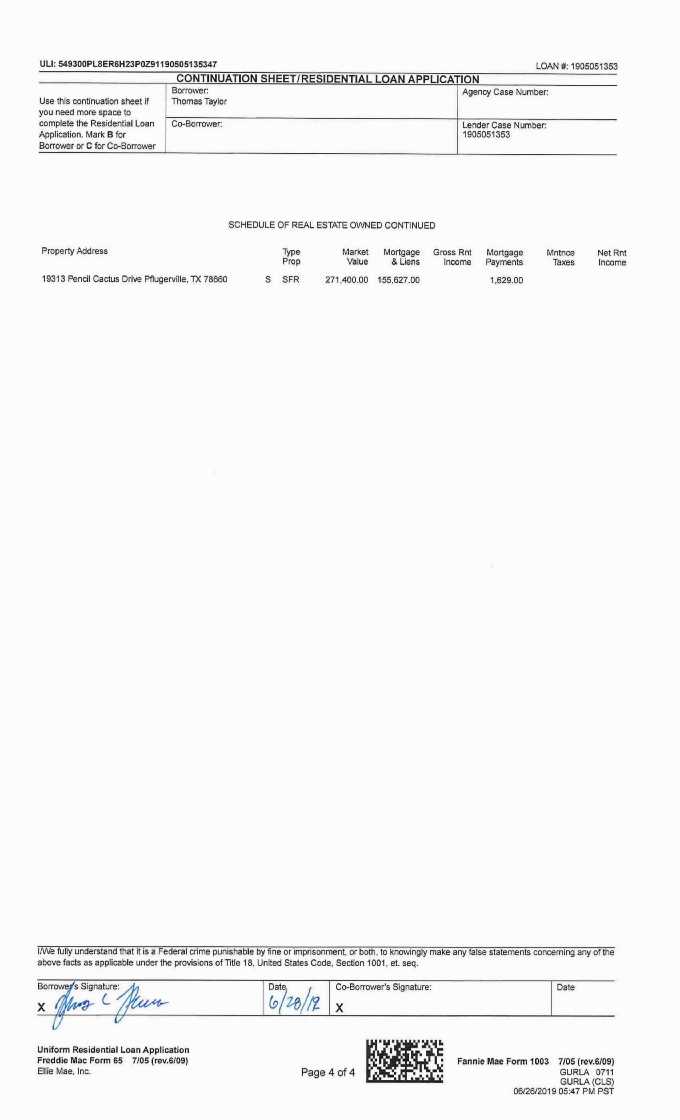 ULI: 549300PL8ER6H23P0Z91190505135347
LOAN #: 1905051353
CONTINUATION SHEET/RESIDENTIAL LOAN APPLICATION
Use this continuation sheet if
you need more space to
complete the Residential Loan
Application. Mark B for
Borrower or C for Co-Borrower
Borrower:
Thomas Taylor
Agency Case Number:
Co-Borrower:
Lender Case Number:
1905051353
SCHEDULE OF REAL ESTATE OWNED CONTINUED
Property Address Type Prop Market Value Mortgage & Liens Gross Rnt Income Mortgage Payments Mntnce Taxes Net Rnt Income
19313 Pencil Cactus Drive Pflugerville, TX 78660 S SFR 271,400.00 155,627.00 1,629.00
I/We fully understand that it is a Federal crime punishable by fine or imprisonment, or both, to knowingly make any false statements concerning any of the
above facts as applicable under the provisions of Title 18, United States Code, Section 1001, et. seq.
Borrower's Signature:
X
Date
6/28/19
Co-Borrower's Signature:
X
Date
Uniform Residential Loan Application
Freddie Mac Form 65 7/05 (rev.6/09)
Ellie Mae, Inc.
Page 4 of 4
Fannie Mae Form 1003 7/05 (rev.6/09)
GURLA 0711
GURLA (CLS)
06/26/2019 05:47 PM PST